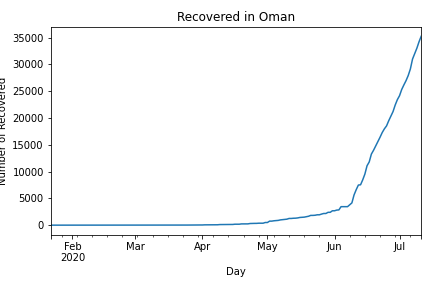 Recovered in Oman
35000
30000
25000
20000
15000
10000
5000
0
Number of Recovered
Feb
2020
Mar
Apr
May
Jun
Jul
Day